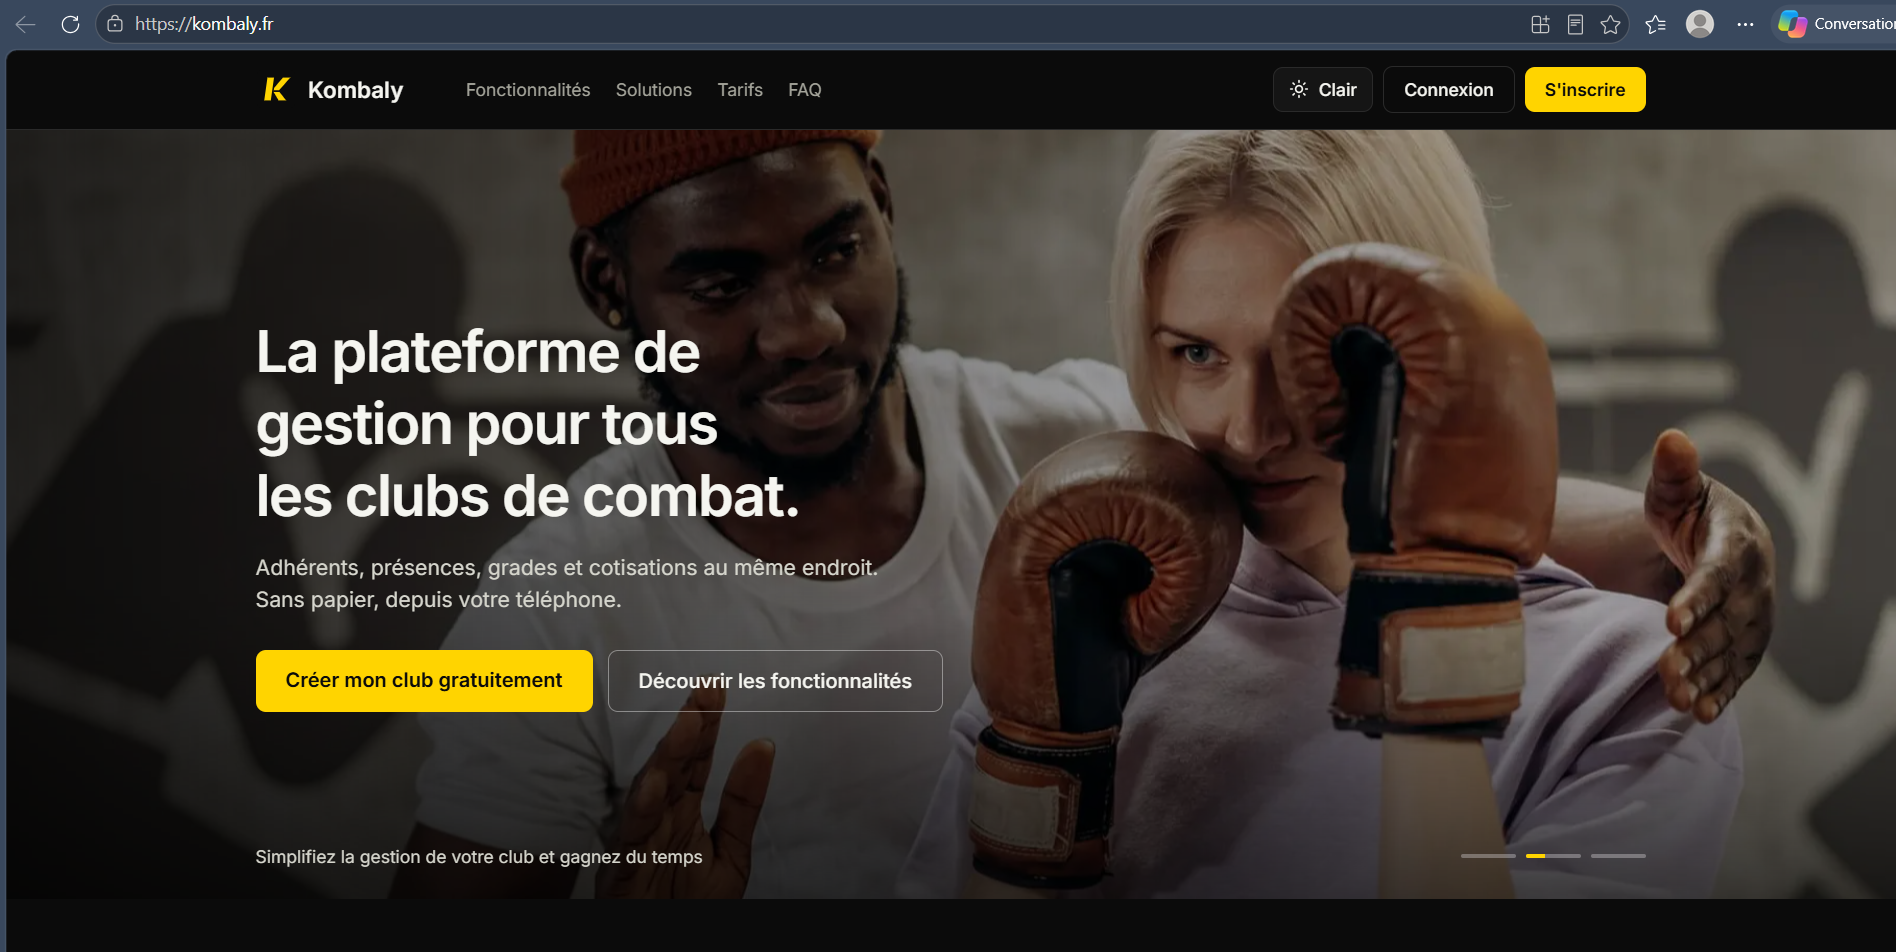 https://kombaly.fr
Conversation
Kombaly
Fonctionnalités
Solutions
Tarifs
FAQ
Clair
Connexion
S'inscrire
La plateforme de
gestion pour tous
les clubs de combat.
Adhérents, présences, grades et cotisations au même endroit.
Sans papier, depuis votre téléphone.
Créer mon club gratuitement
Découvrir les fonctionnalités
Simplifiez la gestion de votre club et gagnez du temps